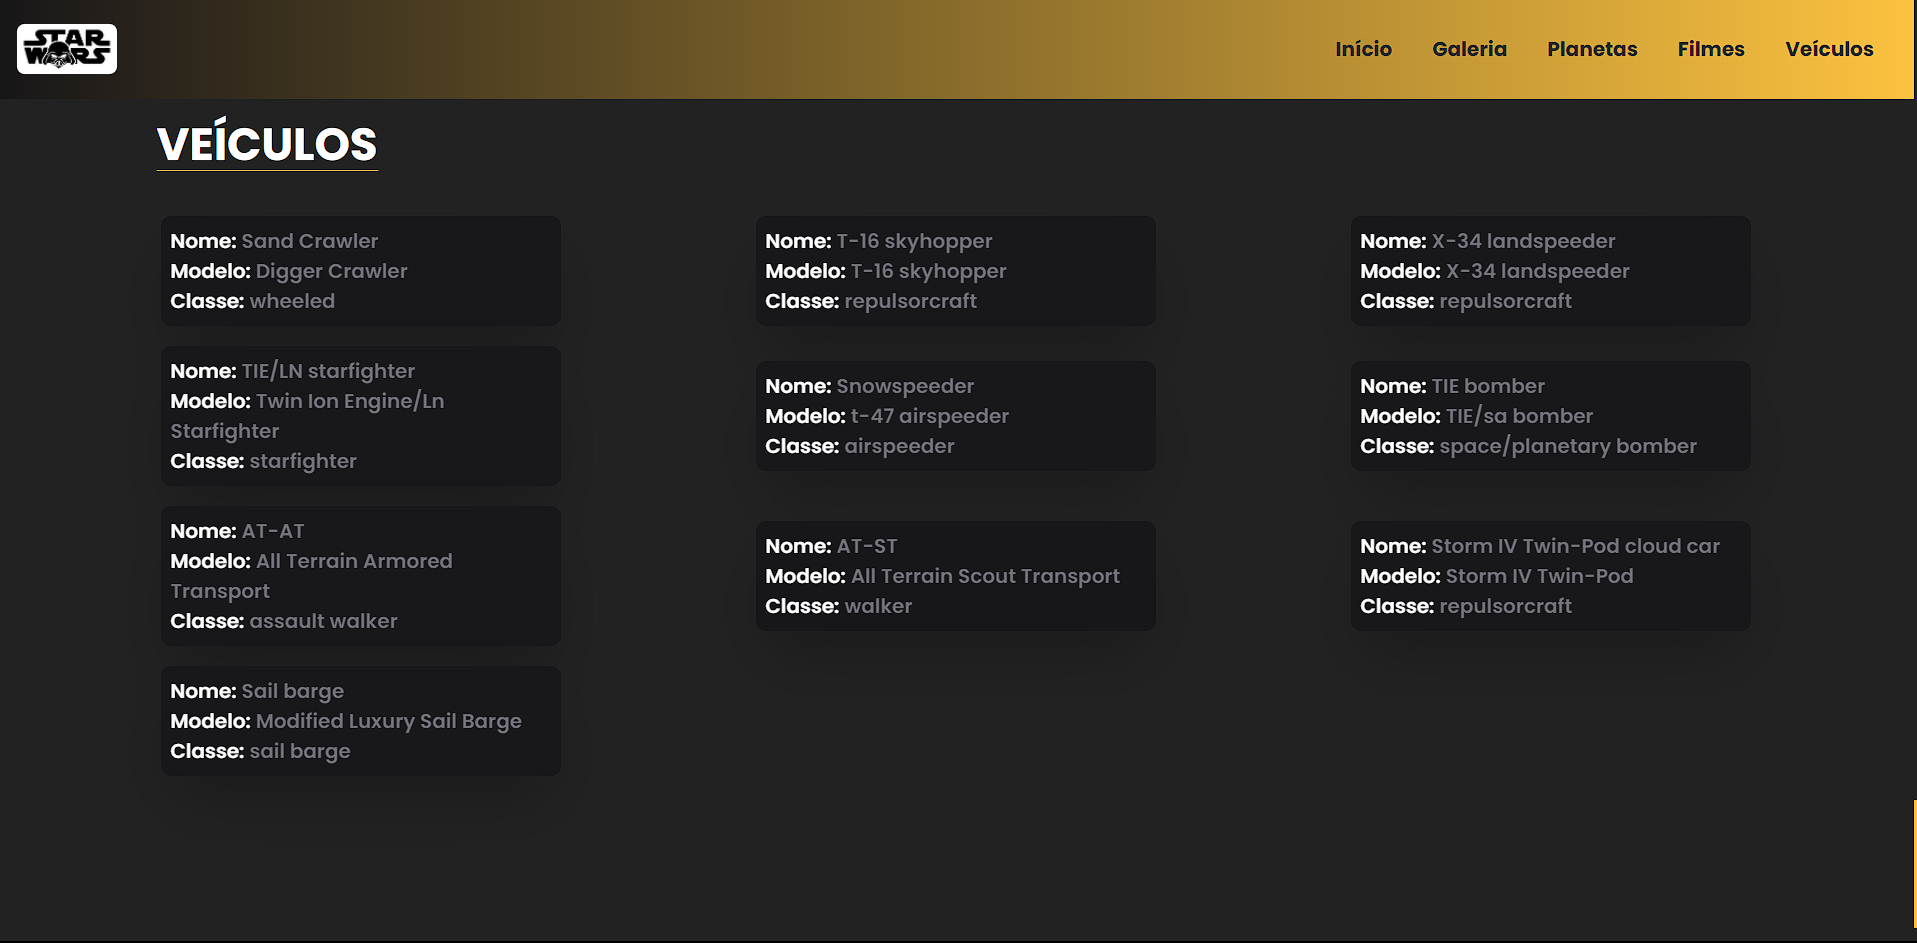 STAR
WARS
Início Galeria Planetas Filmes Veículos
VEÍCULOS
Nome: Sand Crawler
Modelo: Digger Crawler
Classe: wheeled
Nome: T-16 skyhopper
Modelo: T-16 skyhopper
Classe: repulsorcraft
Nome: X-34 landspeeder
Modelo: X-34 landspeeder
Classe: repulsorcraft
Nome: TIE/LN starfighter
Modelo: Twin Ion Engine/Ln
Starfighter
Classe: starfighter
Nome: Snowspeeder
Modelo: t-47 airspeeder
Classe: airspeeder
Nome: TIE bomber
Modelo: TIE/sa bomber
Classe: space/planetary bomber
Nome: AT-AT
Modelo: All Terrain Armored
Transport
Classe: assault walker
Nome: AT-ST
Modelo: All Terrain Scout Transport
Classe: walker
Nome: Storm IV Twin-Pod cloud car
Modelo: Storm IV Twin-Pod
Classe: repulsorcraft
Nome: Sail barge
Modelo: Modified Luxury Sail Barge
Classe: sail barge